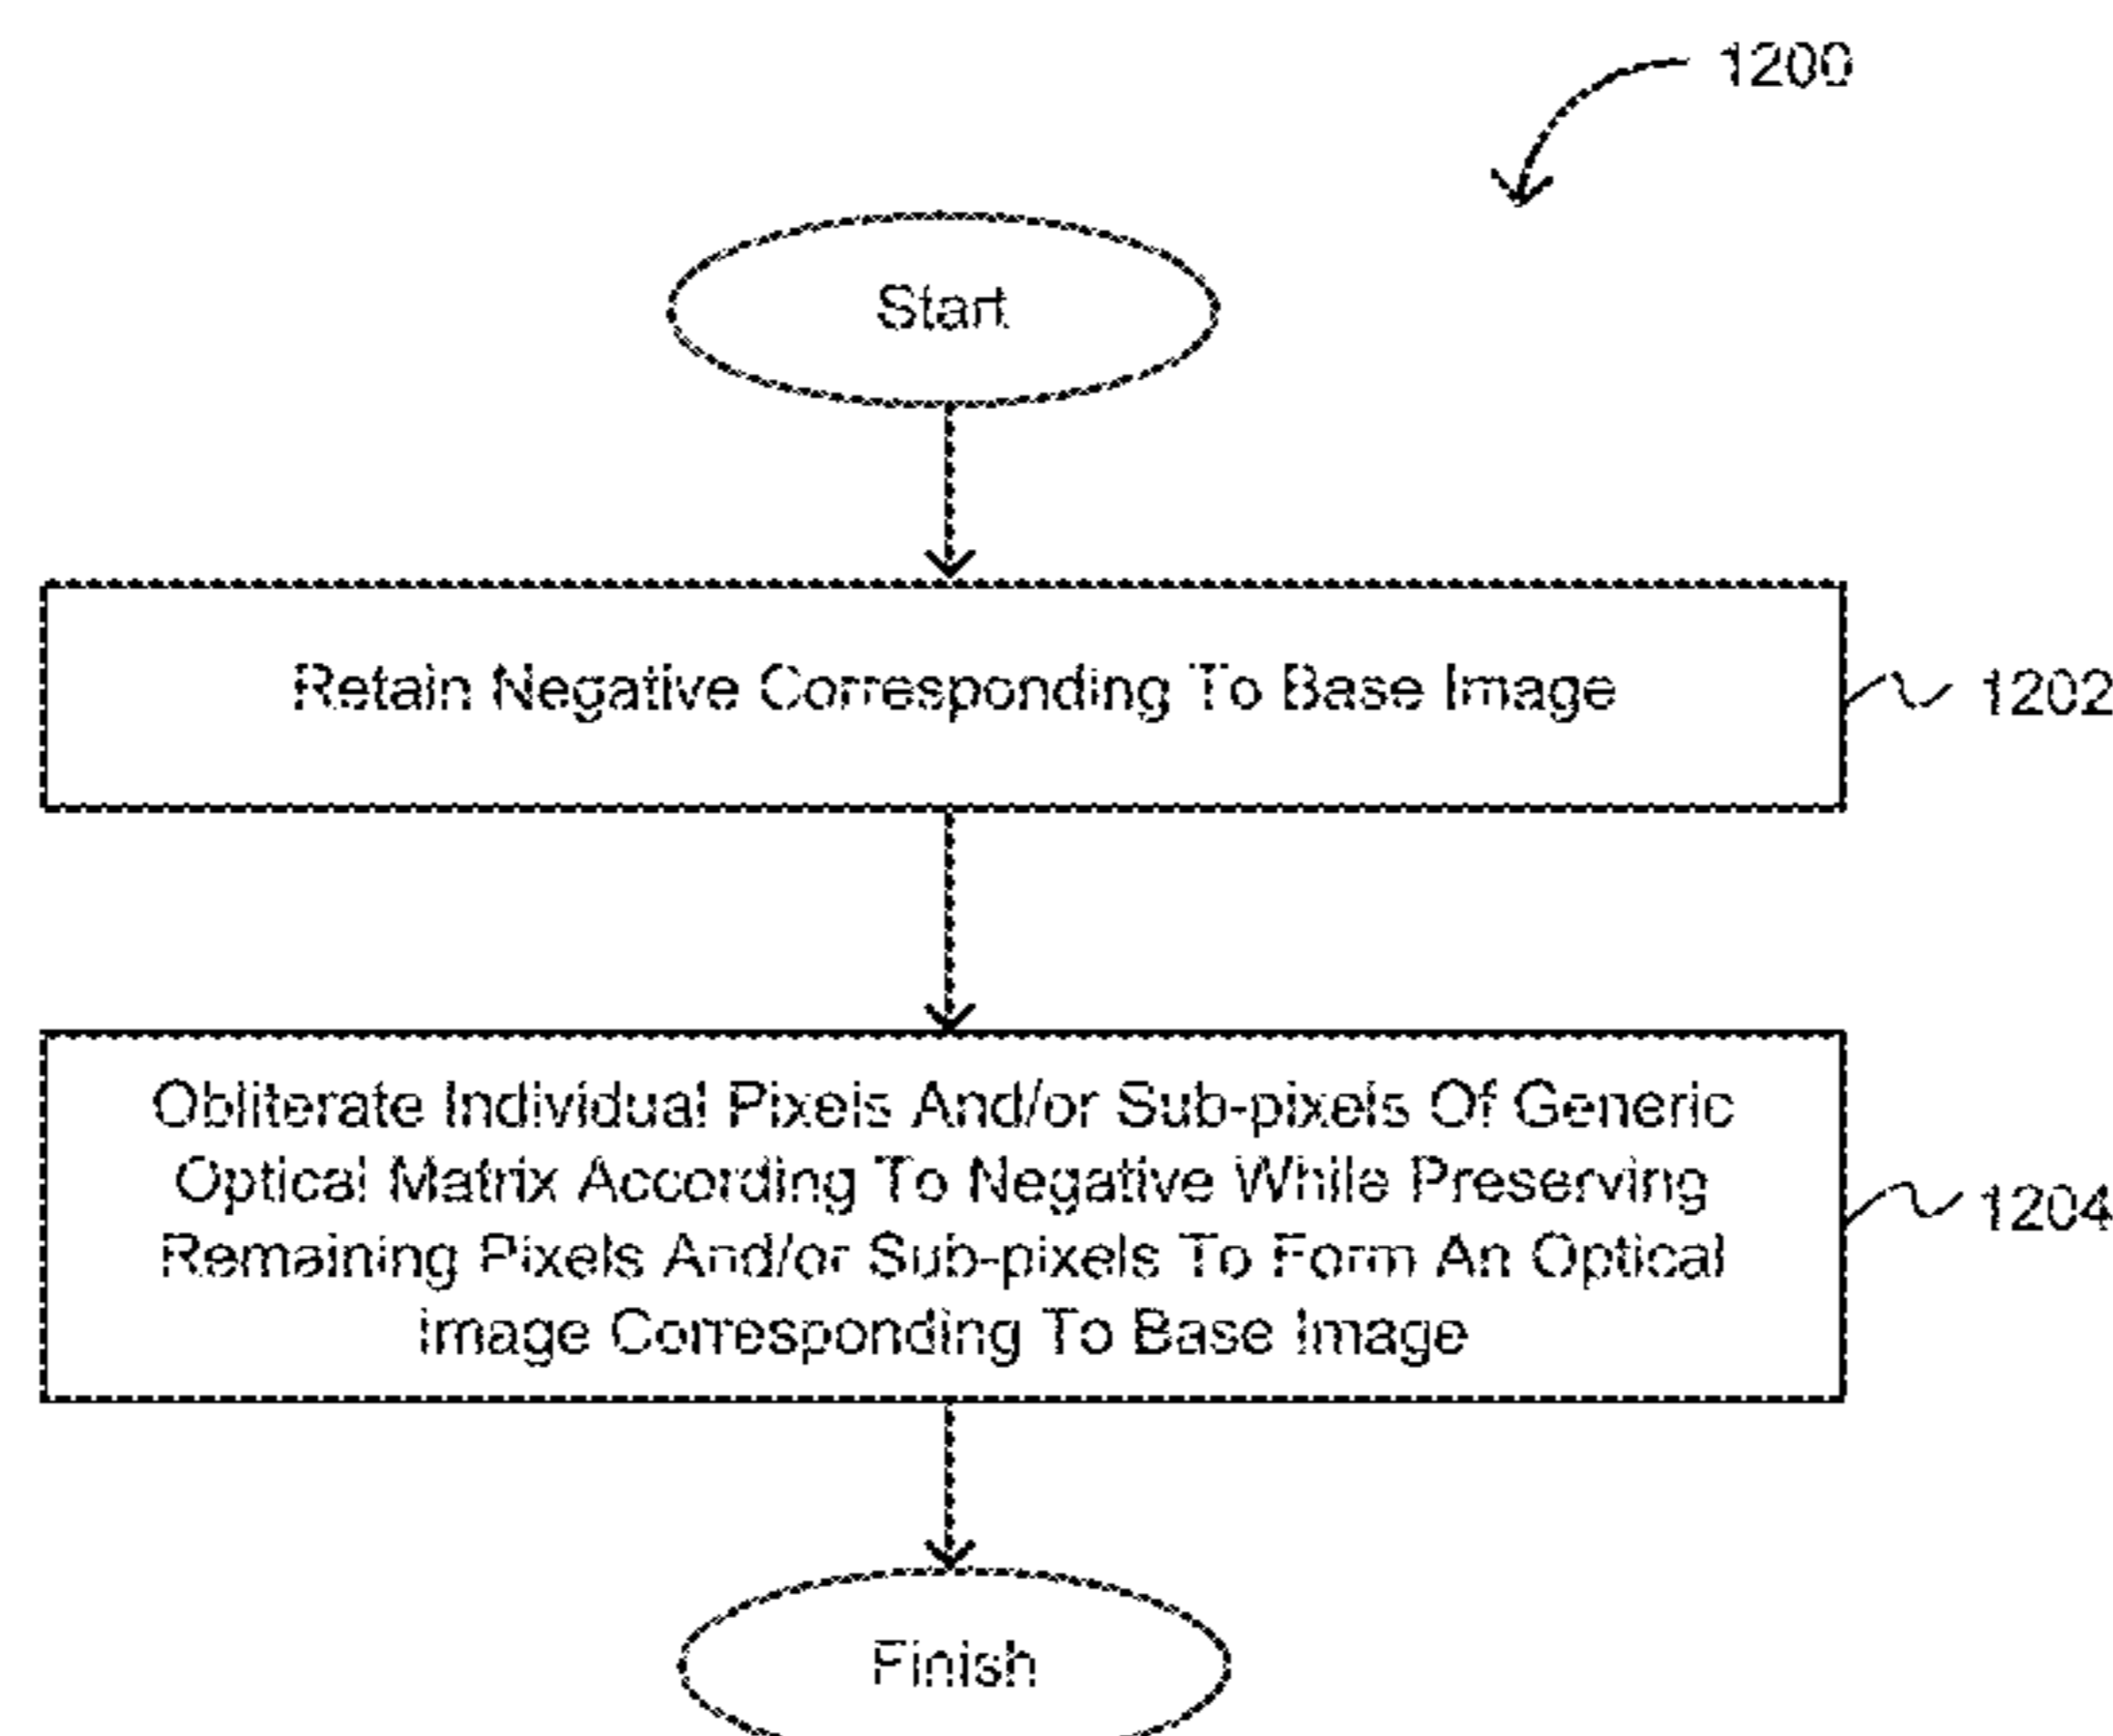 1200
Start
Retain Negative Corresponding To Base Image
1202
Obliterate Individual Pixels And/or Sub-pixels Of Generic
Optical Matrix According To Negative While Preserving
Remaining Pixels And/or Sub-pixels To Form An Optical
Image Corresponding To Base Image
1204
Finish